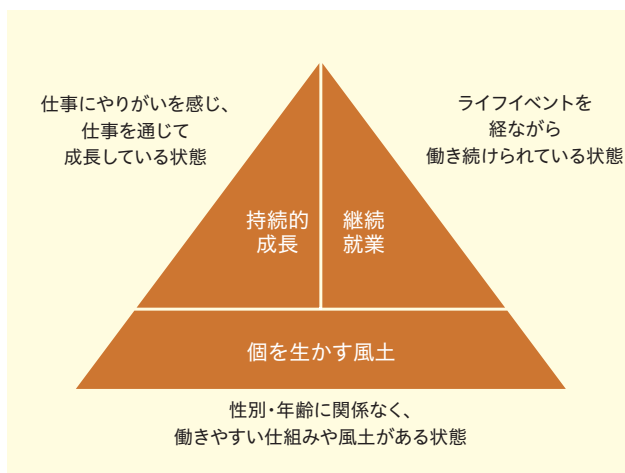 仕事にやりがいを感じ、
仕事を通じて
成長している状態
ライフイベントを
経ながら
働き続けられている状態
持続的
成長
継続
就業
個を生かす風土
性別・年齢に関係なく、
働きやすい仕組みや風土がある状態